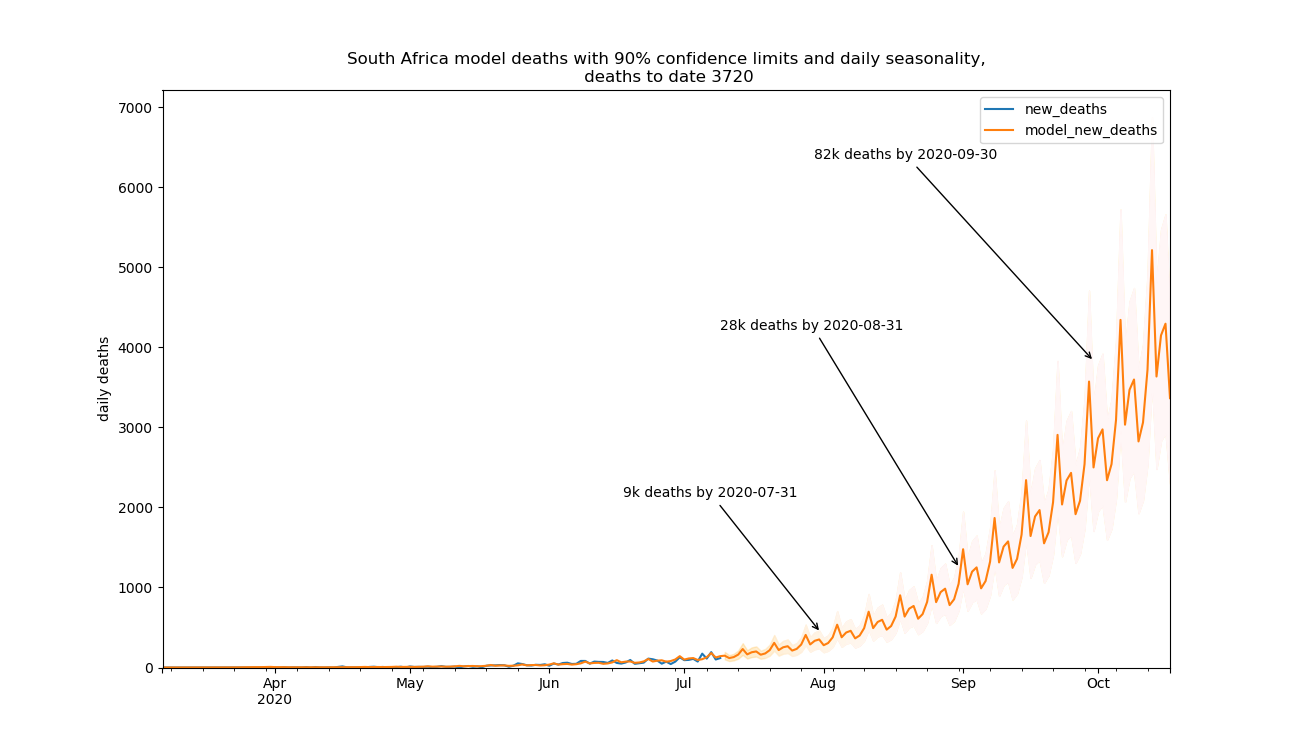 South Africa model deaths with 90% confidence limits and daily seasonality,
deaths to date 3720
new_deaths
model_new_deaths
82k deaths by 2020-09-30
28k deaths by 2020-08-31
9k deaths by 2020-07-31
daily deaths
7000
6000
5000
4000
3000
2000
1000
0
Apr
2020
May
Jun
Jul
Aug
Sep
Oct